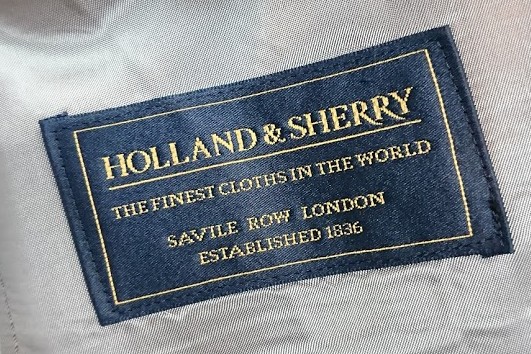 HOLLAND & SHERRY
THE FINEST CLOTHS IN THE WORLD
SAVILE ROW LONDON
ESTABLISHED 1836